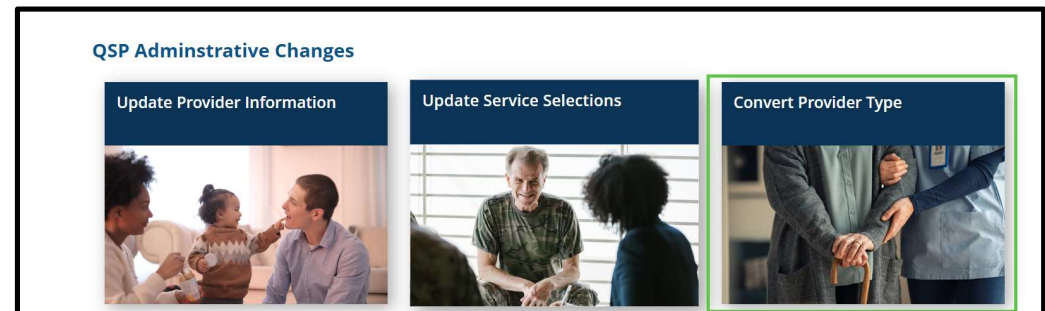 QSP Adminstrative Changes
Update Provider Information
Update Service Selections
Convert Provider Type